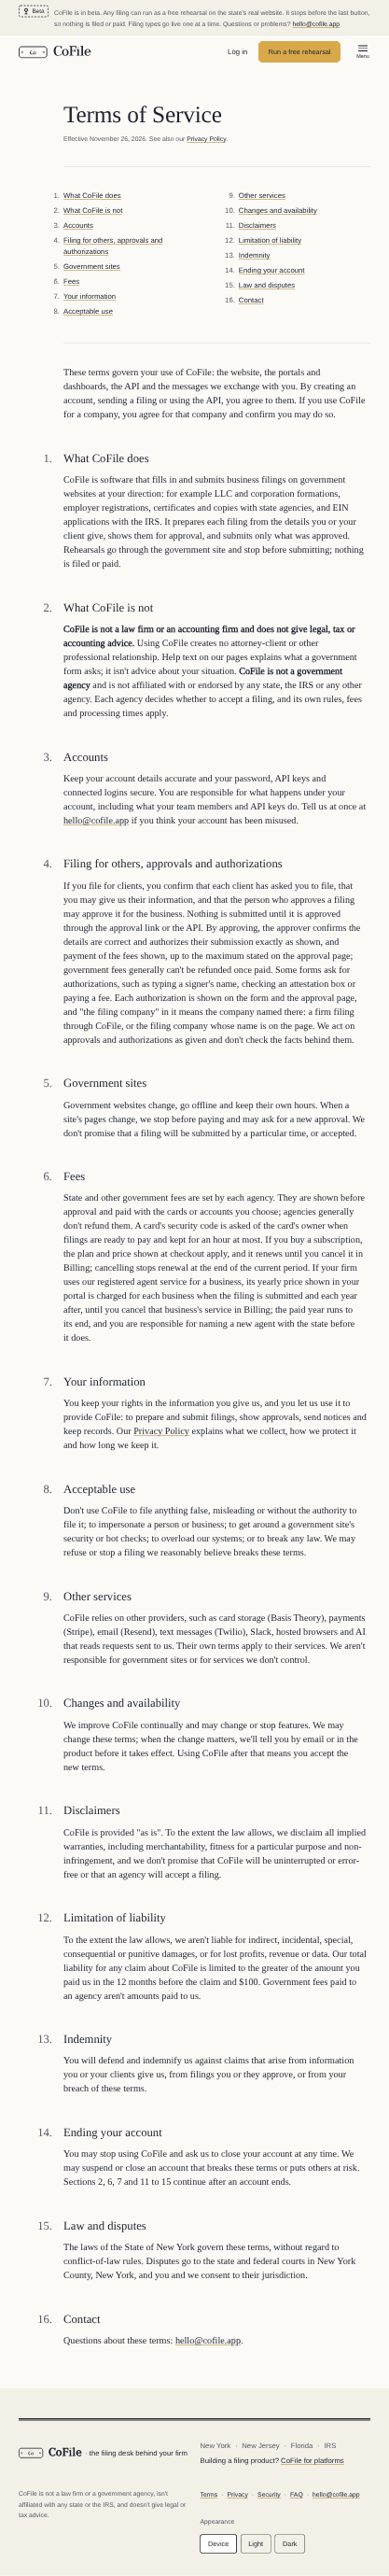 Beta
CoFile is in beta. Any filing can run as a free rehearsal on the state's real website. It stops before the last button,
so nothing is filed or paid. Filing types go live one at a time. Questions or problems? hello@cofile.app
Co CoFile
Log in
Run a free rehearsal
Menu
Terms of Service
Effective November 26, 2026. See also our Privacy Policy.
1. What CoFile does
2. What CoFile is not
3. Accounts
4. Filing for others, approvals and
authorizations
5. Government sites
6. Fees
7. Your information
8. Acceptable use
9. Other services
10. Changes and availability
11. Disclaimers
12. Limitation of liability
13. Indemnity
14. Ending your account
15. Law and disputes
16. Contact
These terms govern your use of CoFile: the website, the portals and
dashboards, the API and the messages we exchange with you. By creating an
account, sending a filing or using the API, you agree to them. If you use CoFile
for a company, you agree for that company and confirm you may do so.
1. What CoFile does
CoFile is software that fills in and submits business filings on government
websites at your direction: for example LLC and corporation formations,
employer registrations, certificates and copies with state agencies, and EIN
applications with the IRS. It prepares each filing from the details you or your
client give, shows them for approval, and submits only what was approved.
Rehearsals go through the government site and stop before submitting; nothing
is filed or paid.
2. What CoFile is not
CoFile is not a law firm or an accounting firm and does not give legal, tax or
accounting advice. Using CoFile creates no attorney-client or other
professional relationship. Help text on our pages explains what a government
form asks; it isn't advice about your situation. CoFile is not a government
agency and is not affiliated with or endorsed by any state, the IRS or any other
agency. Each agency decides whether to accept a filing, and its own rules, fees
and processing times apply.
3. Accounts
Keep your account details accurate and your password, API keys and
connected logins secure. You are responsible for what happens under your
account, including what your team members and API keys do. Tell us at once at
hello@cofile.app if you think your account has been misused.
4. Filing for others, approvals and authorizations
If you file for clients, you confirm that each client has asked you to file, that
you may give us their information, and that the person who approves a filing
may approve it for the business. Nothing is submitted until it is approved
through the approval link or the API. By approving, the approver confirms the
details are correct and authorizes their submission exactly as shown, and
payment of the fees shown, up to the maximum stated on the approval page;
government fees generally can't be refunded once paid. Some forms ask for
authorizations, such as typing a signer's name, checking an attestation box or
paying a fee. Each authorization is shown on the form and the approval page,
and "the filing company" in it means the company named there: a firm filing
through CoFile, or the filing company whose name is on the page. We act on
approvals and authorizations as given and don't check the facts behind them.
5. Government sites
Government websites change, go offline and keep their own hours. When a
site's pages change, we stop before paying and may ask for a new approval. We
don't promise that a filing will be submitted by a particular time, or accepted.
6. Fees
State and other government fees are set by each agency. They are shown before
approval and paid with the cards or accounts you choose; agencies generally
don't refund them. A card's security code is asked of the card's owner when
filings are ready to pay and kept for an hour at most. If you buy a subscription,
the plan and price shown at checkout apply, and it renews until you cancel it in
Billing; cancelling stops renewal at the end of the current period. If your firm
uses our registered agent service for a business, its yearly price shown in your
portal is charged for each business when the filing is submitted and each year
after, until you cancel that business's service in Billing; the paid year runs to
its end, and you are responsible for naming a new agent with the state before
it does.
7. Your information
You keep your rights in the information you give us, and you let us use it to
provide CoFile: to prepare and submit filings, show approvals, send notices and
keep records. Our Privacy Policy explains what we collect, how we protect it
and how long we keep it.
8. Acceptable use
Don't use CoFile to file anything false, misleading or without the authority to
file it; to impersonate a person or business; to get around a government site's
security or bot checks; to overload our systems; or to break any law. We may
refuse or stop a filing we reasonably believe breaks these terms.
9. Other services
CoFile relies on other providers, such as card storage (Basis Theory), payments
(Stripe), email (Resend), text messages (Twilio), Slack, hosted browsers and AI
that reads requests sent to us. Their own terms apply to their services. We aren't
responsible for government sites or for services we don't control.
10. Changes and availability
We improve CoFile continually and may change or stop features. We may
change these terms; when the change matters, we'll tell you by email or in the
product before it takes effect. Using CoFile after that means you accept the
new terms.
11. Disclaimers
CoFile is provided "as is". To the extent the law allows, we disclaim all implied
warranties, including merchantability, fitness for a particular purpose and non-
infringement, and we don't promise that CoFile will be uninterrupted or error-
free or that an agency will accept a filing.
12. Limitation of liability
To the extent the law allows, we aren't liable for indirect, incidental, special,
consequential or punitive damages, or for lost profits, revenue or data. Our total
liability for any claim about CoFile is limited to the greater of the amount you
paid us in the 12 months before the claim and $100. Government fees paid to
an agency aren't amounts paid to us.
13. Indemnity
You will defend and indemnify us against claims that arise from information
you or your clients give us, from filings you or they approve, or from your
breach of these terms.
14. Ending your account
You may stop using CoFile and ask us to close your account at any time. We
may suspend or close an account that breaks these terms or puts others at risk.
Sections 2, 6, 7 and 11 to 15 continue after an account ends.
15. Law and disputes
The laws of the State of New York govern these terms, without regard to
conflict-of-law rules. Disputes go to the state and federal courts in New York
County, New York, and you and we consent to their jurisdiction.
16. Contact
Questions about these terms: hello@cofile.app.
Co CoFile · the filing desk behind your firm
New York · New Jersey · Florida · IRS
Building a filing product? CoFile for platforms
CoFile is not a law firm or a government agency, isn't
affiliated with any state or the IRS, and doesn't give legal or
tax advice.
Terms · Privacy · Security · FAQ · hello@cofile.app
Appearance
Device
Light
Dark